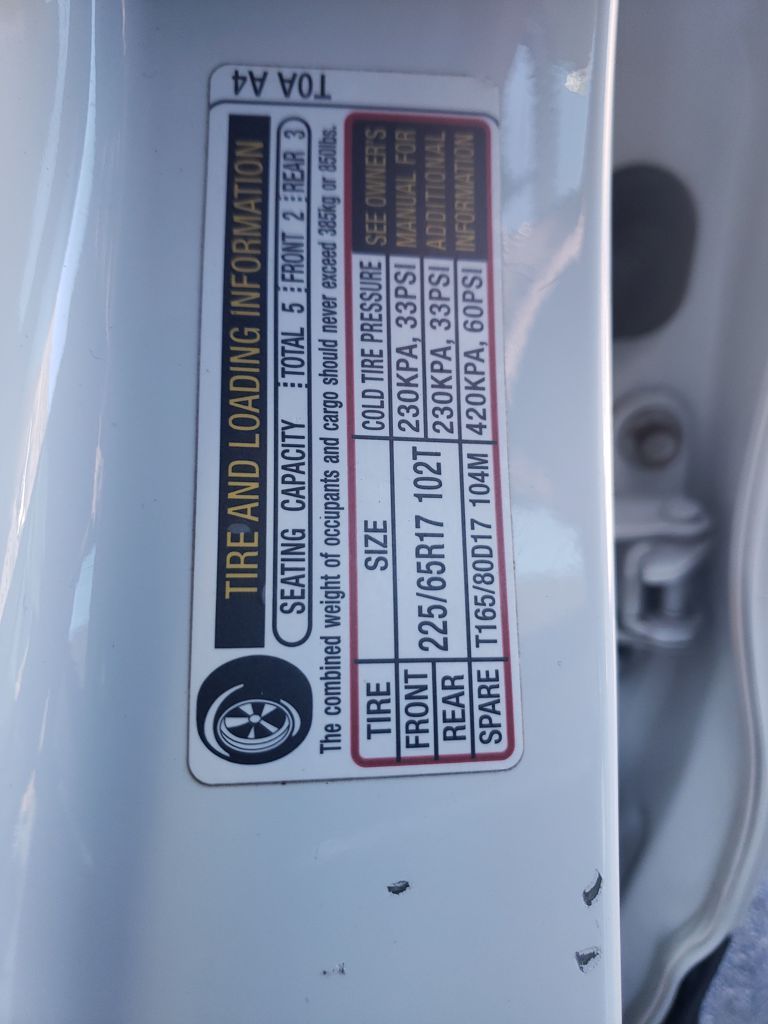 T0A A4
TIRE AND LOADING INFORMATION
SEATING CAPACITY TOTAL 5 FRONT 2 REAR 3
The combined weight of occupants and cargo should never exceed 385kg or 850lbs.
TIRE SIZE COLD TIRE PRESSURE
FRONT 225/65R17 102T 230KPA, 33PSI
REAR 230KPA, 33PSI
SPARE T165/80D17 104M 420KPA, 60PSI
SEE OWNER'S
MANUAL FOR
ADDITIONAL
INFORMATION